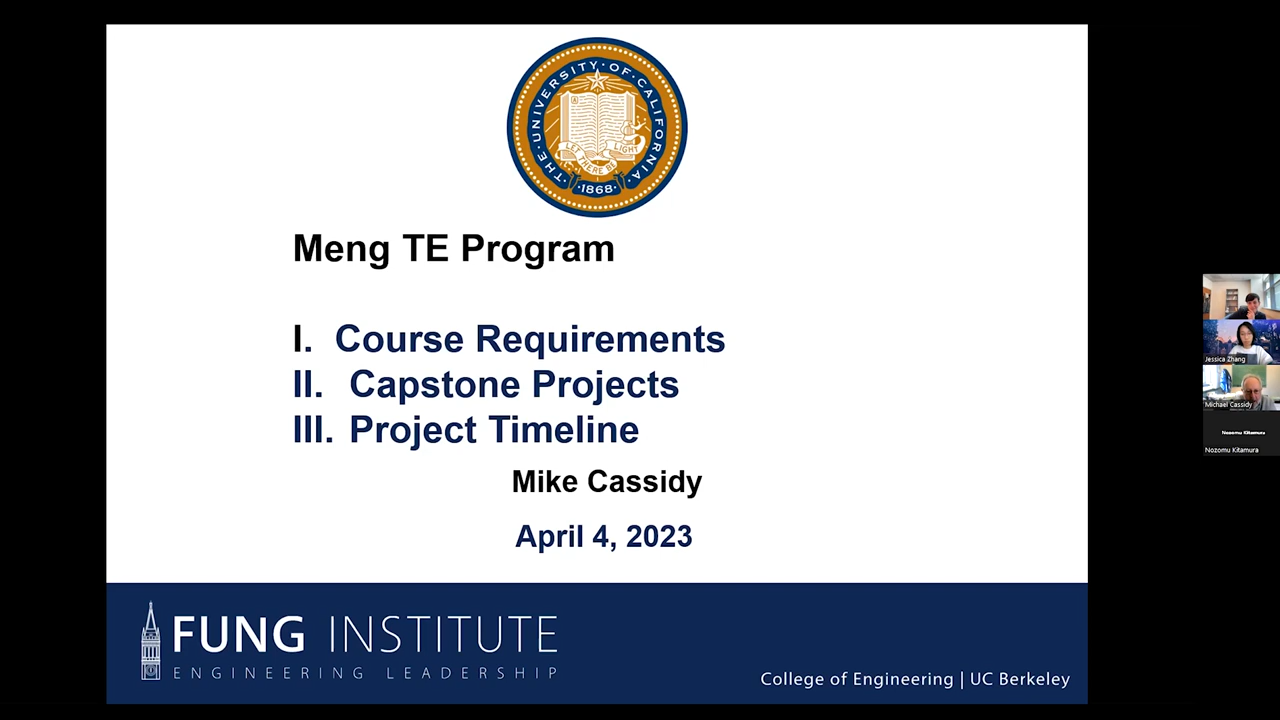 THE · UNIVERSITY · OF · CALIFORNIA
LET THERE BE LIGHT
· 1868 ·
Meng TE Program
I. Course Requirements
II. Capstone Projects
III. Project Timeline
Mike Cassidy
April 4, 2023
FUNG INSTITUTE
ENGINEERING LEADERSHIP
College of Engineering | UC Berkeley
Jessica Zhang
Michael Cassidy
Nozomu Kitamura
Nozomu Kitamura